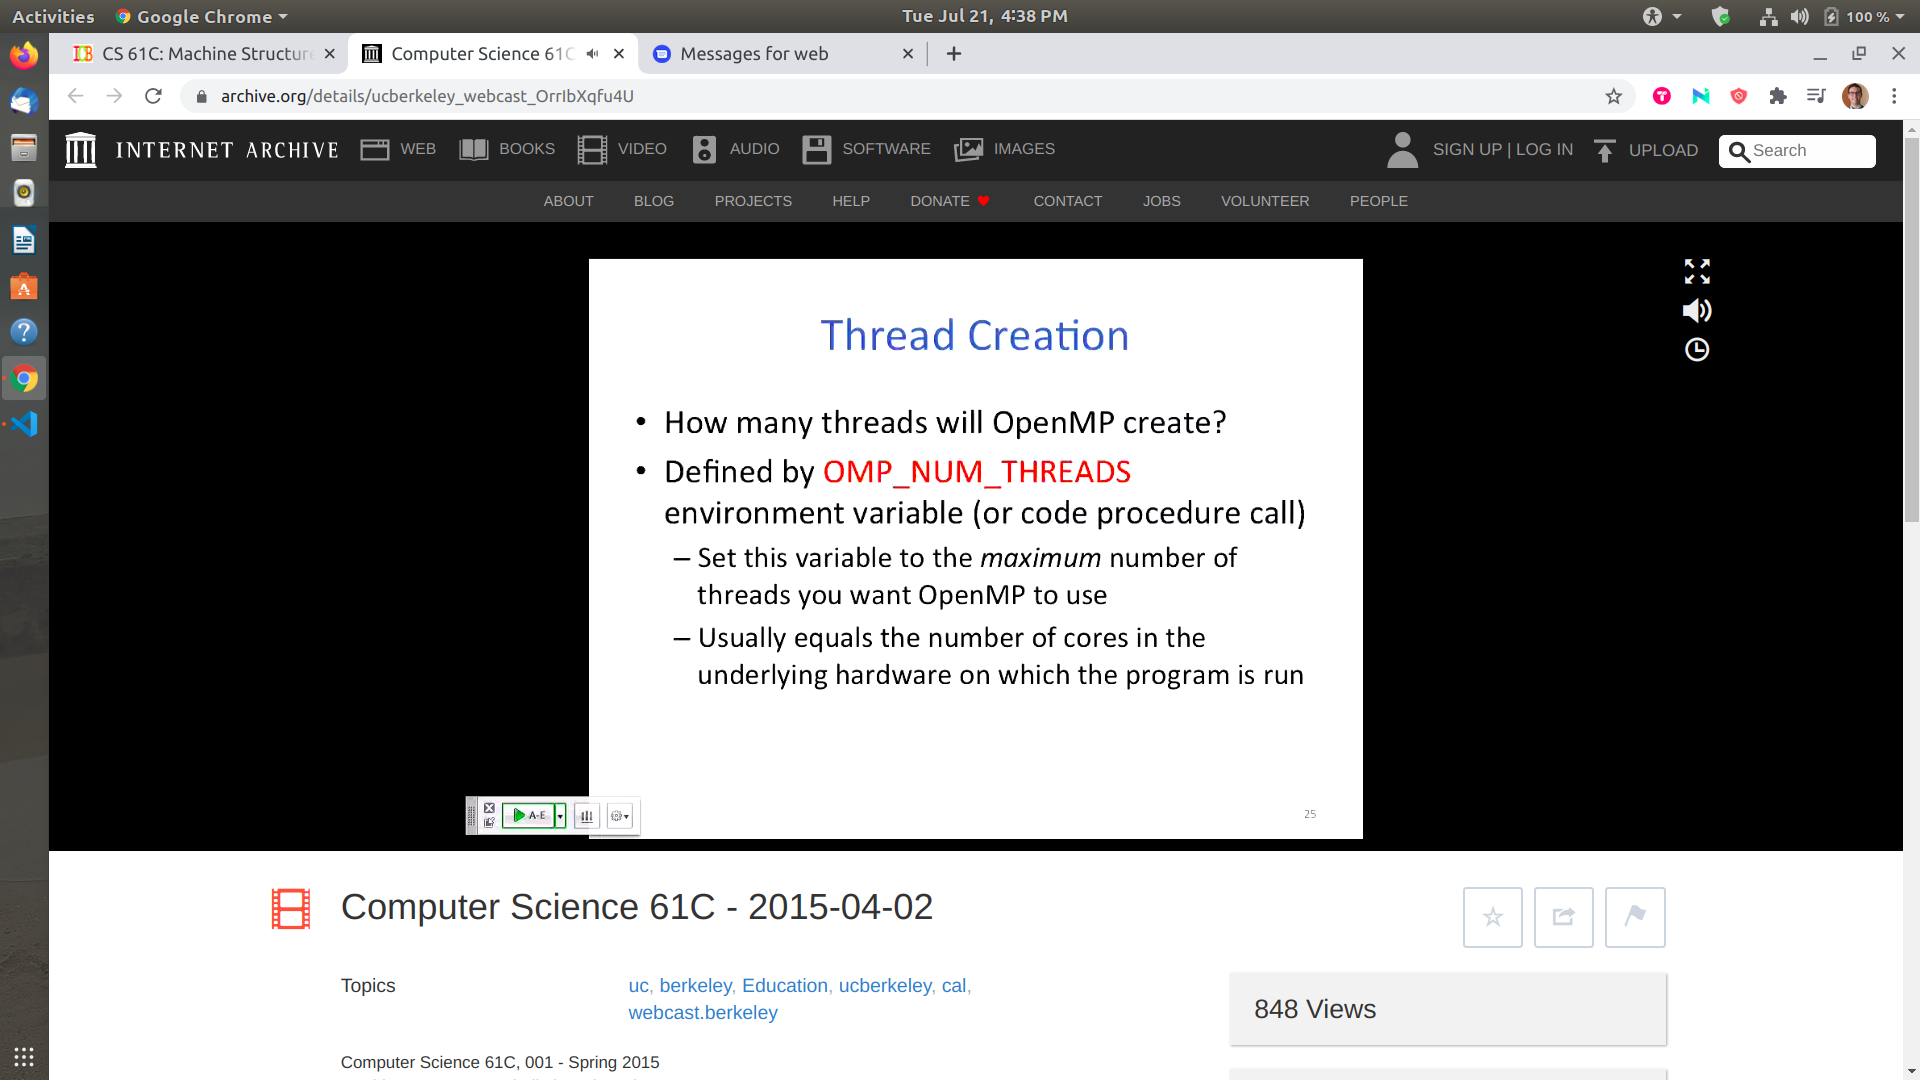 Activities
Google Chrome
Tue Jul 21, 4:38 PM
100 %
CS 61C: Machine Structure
Computer Science 61C
Messages for web
archive.org/details/ucberkeley_webcast_OrrIbXqfu4U
INTERNET ARCHIVE
WEB
BOOKS
VIDEO
AUDIO
SOFTWARE
IMAGES
SIGN UP | LOG IN
UPLOAD
Search
ABOUT
BLOG
PROJECTS
HELP
DONATE
CONTACT
JOBS
VOLUNTEER
PEOPLE
Thread Creation
• How many threads will OpenMP create?
• Defined by OMP_NUM_THREADS
environment variable (or code procedure call)
– Set this variable to the maximum number of
threads you want OpenMP to use
– Usually equals the number of cores in the
underlying hardware on which the program is run
A-E
25
Computer Science 61C - 2015-04-02
Topics
uc, berkeley, Education, ucberkeley, cal,
webcast.berkeley
848 Views
Computer Science 61C, 001 - Spring 2015